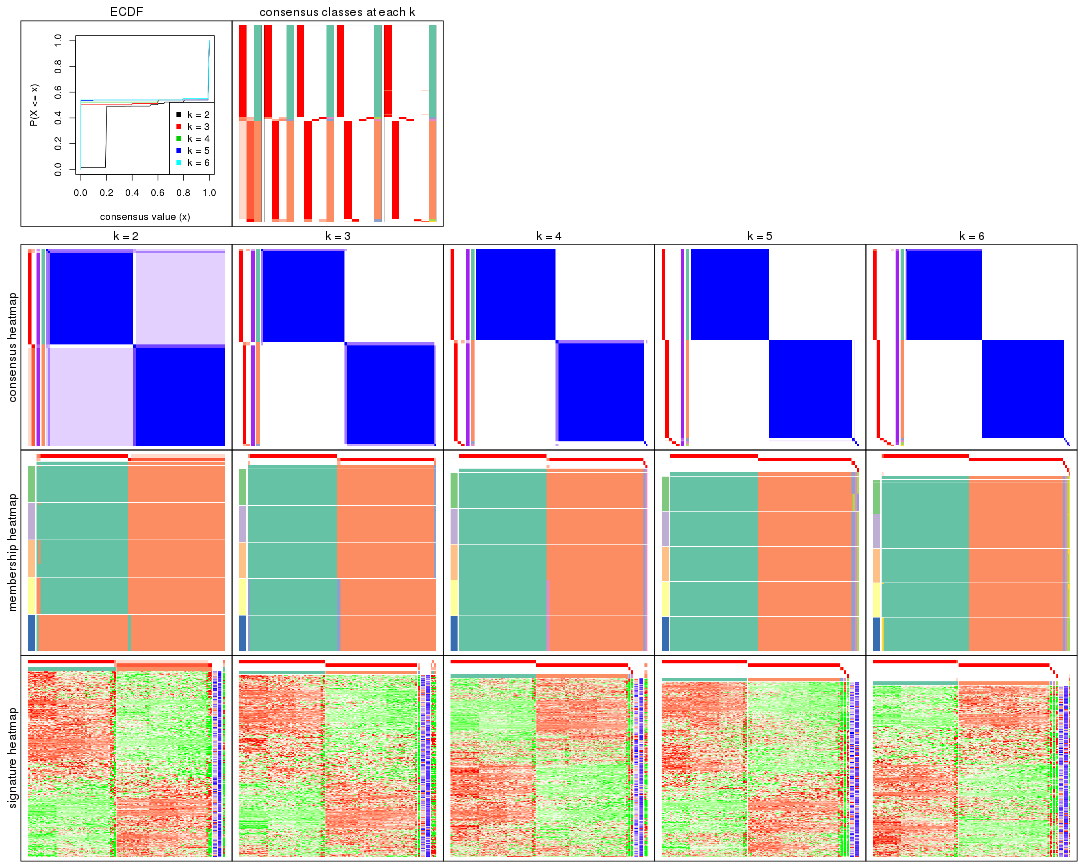 ECDF
consensus classes at each k
P(X <= x)
1.0
0.8
0.6
0.4
0.2
0.0
k = 2
k = 3
k = 4
k = 5
k = 6
0.0 0.2 0.4 0.6 0.8 1.0
consensus value (x)
k = 2
k = 3
k = 4
k = 5
k = 6
consensus heatmap
membership heatmap
signature heatmap